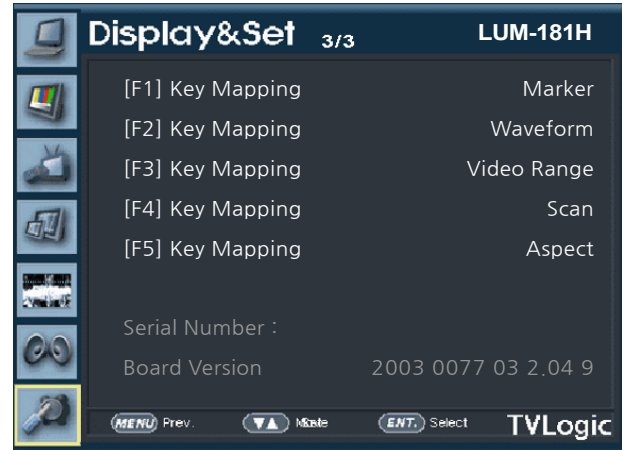 Display&Set 3/3 LUM-181H
[F1] Key Mapping Marker
[F2] Key Mapping Waveform
[F3] Key Mapping Video Range
[F4] Key Mapping Scan
[F5] Key Mapping Aspect
Serial Number :
Board Version 2003 0077 03 2.04 9
MENU Prev. ▼▲ ENT. Select TVLogic